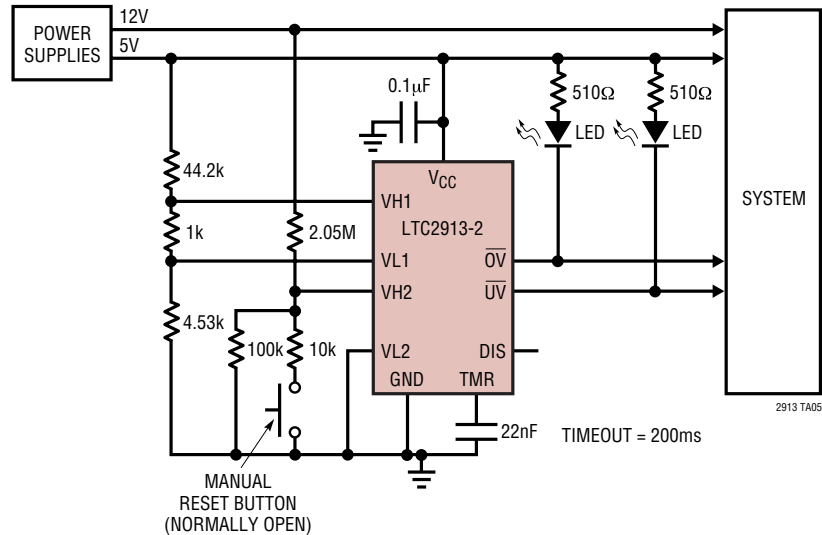 POWER
SUPPLIES
12V
5V
0.1µF
510Ω
510Ω
LED
LED
SYSTEM
44.2k
VCC
VH1
LTC2913-2
1k
2.05M
VL1
OV
VH2
UV
4.53k
100k
10k
VL2
DIS
GND
TMR
2913 TA05
22nF
TIMEOUT = 200ms
MANUAL
RESET BUTTON
(NORMALLY OPEN)